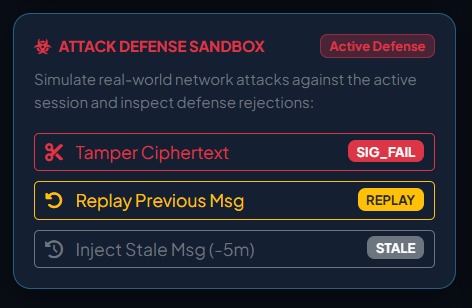 ATTACK DEFENSE SANDBOX Active Defense
Simulate real-world network attacks against the active
session and inspect defense rejections:
Tamper Ciphertext SIG_FAIL
Replay Previous Msg REPLAY
Inject Stale Msg (-5m) STALE